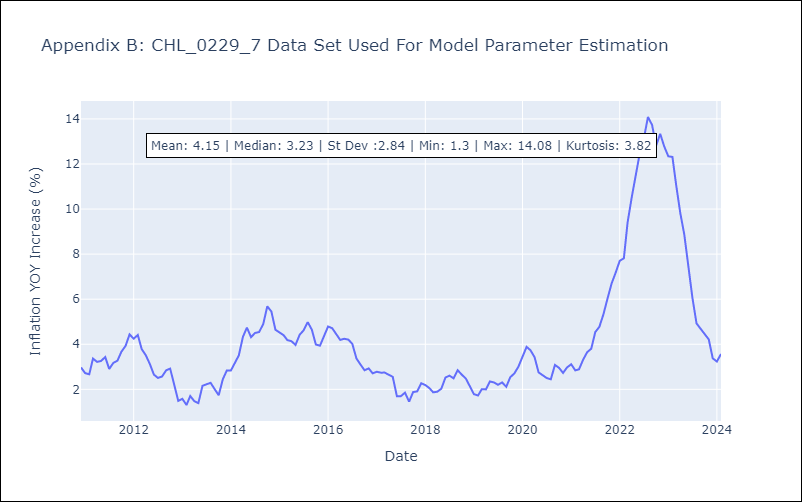 Appendix B: CHL_0229_7 Data Set Used For Model Parameter Estimation
14
Mean: 4.15 | Median: 3.23 | St Dev :2.84 | Min: 1.3 | Max: 14.08 | Kurtosis: 3.82
12
10
8
6
4
2
Inflation YOY Increase (%)
2012 2014 2016 2018 2020 2022 2024
Date